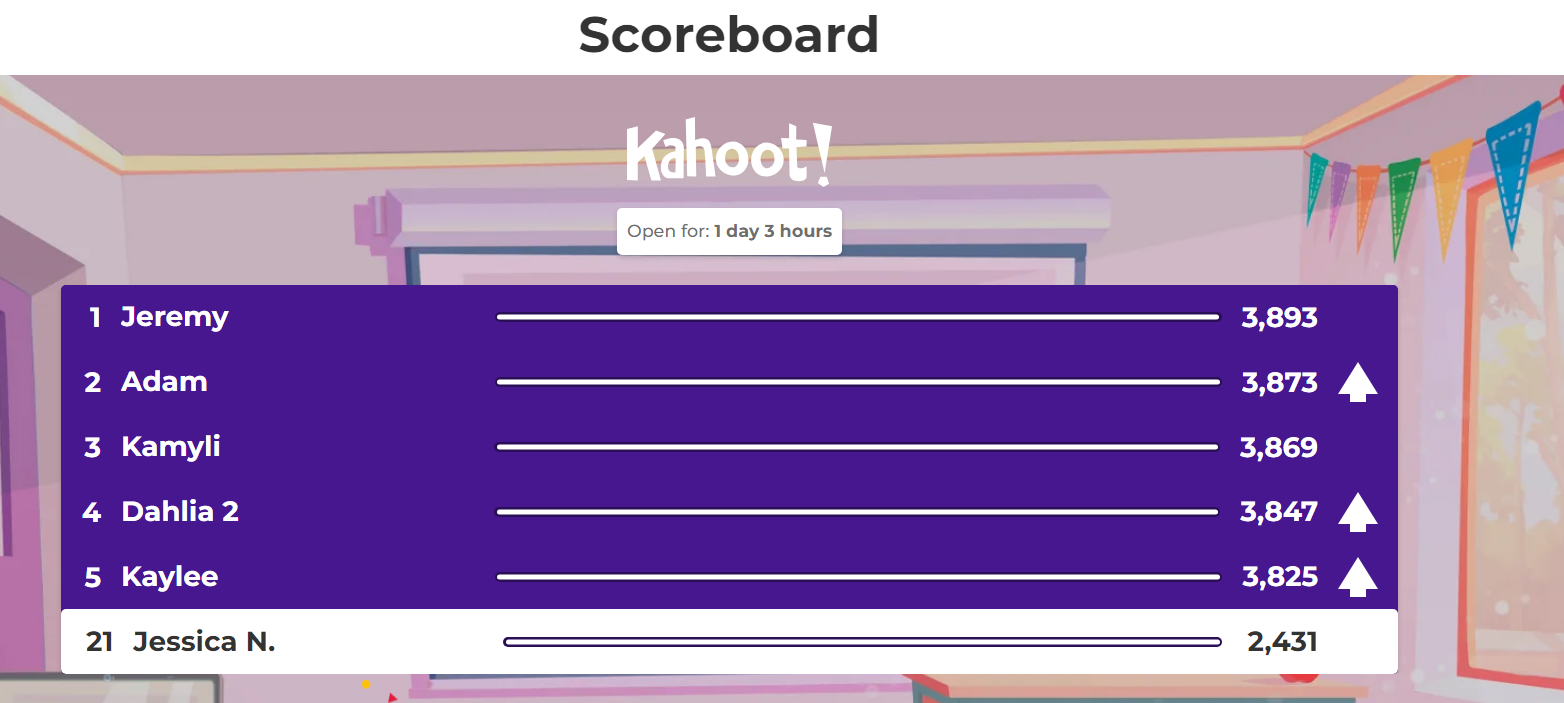 Scoreboard
Kahoot!
Open for: 1 day 3 hours
1 Jeremy 3,893
2 Adam 3,873
3 Kamyli 3,869
4 Dahlia 2 3,847
5 Kaylee 3,825
21 Jessica N. 2,431